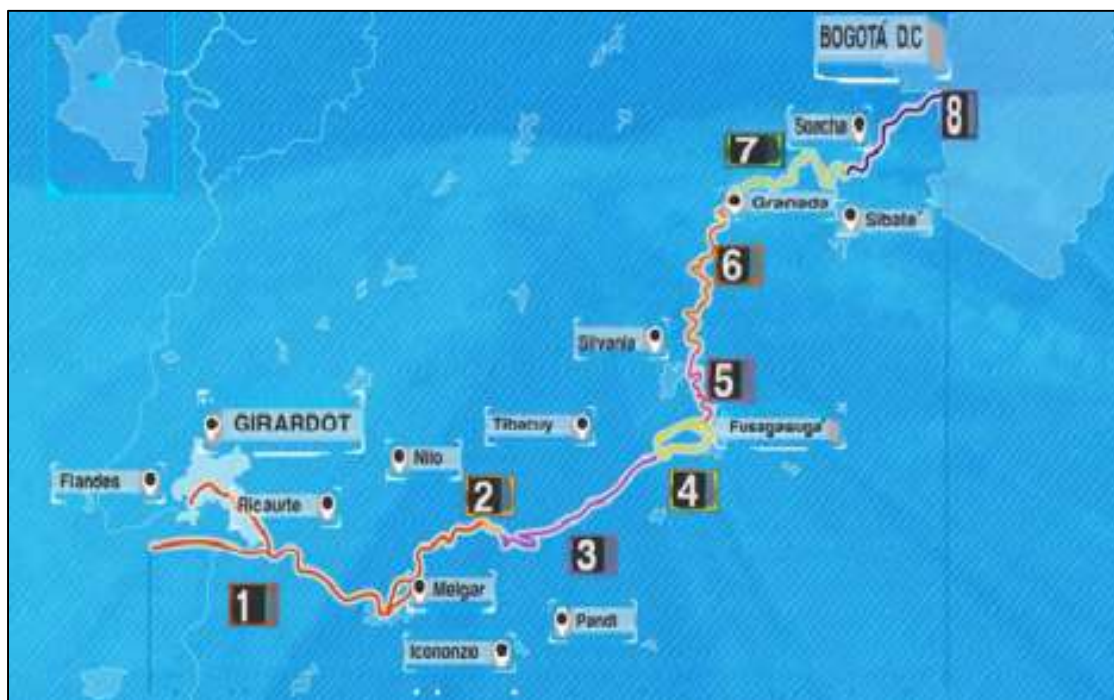 BOGOTÁ D.C
8
Soacha
7
Granada
Sibaté
6
Silvania
5
GIRARDOT
Tibacuy
Fusagasugá
Nilo
Flandes
2
4
Ricaurte
3
1
Melgar
Pandi
Icononzo